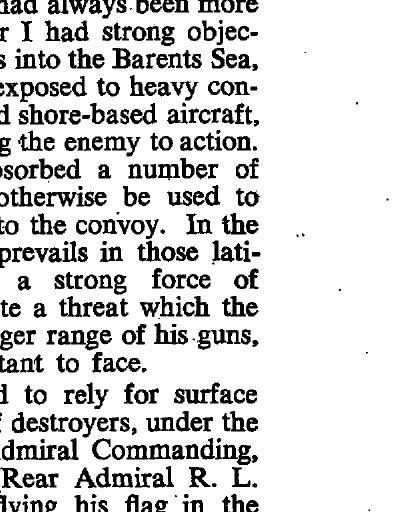 had always been more
r I had strong objec-
s into the Barents Sea,
exposed to heavy con-
d shore-based aircraft,
g the enemy to action.
bsorbed a number of
otherwise be used to
to the convoy. In the
prevails in those lati-
a strong force of
te a threat which the
ger range of his guns,
tant to face.
d to rely for surface
f destroyers, under the
dmiral Commanding,
Rear Admiral R. L.
flying his flag in the